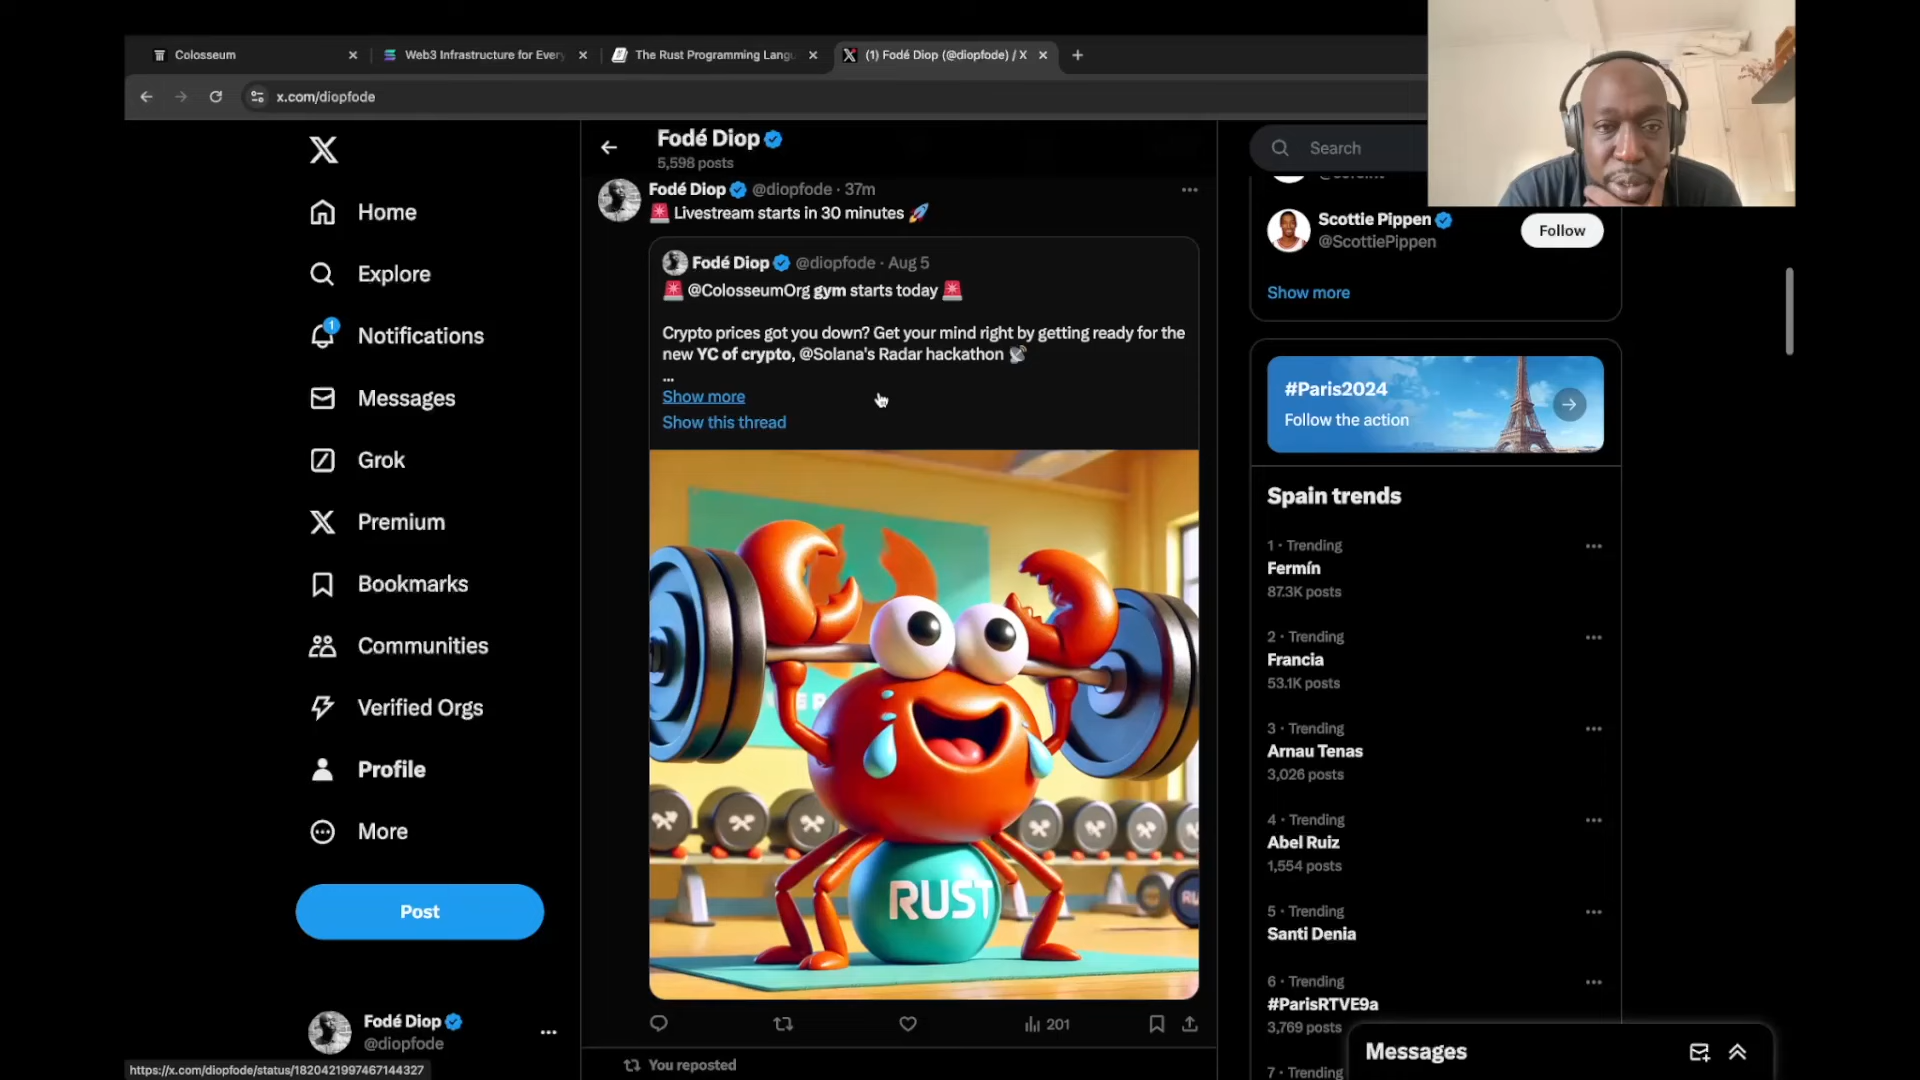 Colosseum
Web3 Infrastructure for Every
The Rust Programming Langu
(1) Fodé Diop (@diopfode) / X
x.com/diopfode
Home
Explore
1
Notifications
Messages
Grok
Premium
Bookmarks
Communities
Verified Orgs
Profile
More
Post
Fodé Diop
@diopfode
https://x.com/diopfode/status/1820421997467144327
Fodé Diop
5,598 posts
Fodé Diop @diopfode · 37m
🚨 Livestream starts in 30 minutes 🚀
Fodé Diop @diopfode · Aug 5
🚨 @ColosseumOrg gym starts today 🚨
Crypto prices got you down? Get your mind right by getting ready for the
new YC of crypto, @Solana's Radar hackathon 📡
...
Show more
Show this thread
RUST
201
You reposted
Search
Scottie Pippen
@ScottiePippen
Follow
Show more
#Paris2024
Follow the action
Spain trends
1 · Trending
Fermín
87.3K posts
2 · Trending
Francia
53.1K posts
3 · Trending
Arnau Tenas
3,026 posts
4 · Trending
Abel Ruiz
1,554 posts
5 · Trending
Santi Denia
6 · Trending
#ParisRTVE9a
3,769 posts
7 · Trending
Messages